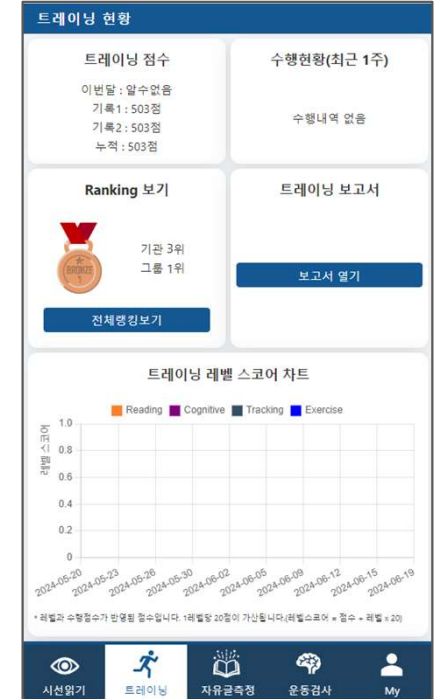 트레이닝 현황
트레이닝 점수
이번달 : 알수없음
기록1 : 503점
기록2 : 503점
누적 : 503점
수행현황(최근 1주)
수행내역 없음
Ranking 보기
BRONZE
1
기관 3위
그룹 1위
전체랭킹보기
트레이닝 보고서
보고서 열기
트레이닝 레벨 스코어 차트
Reading Cognitive Tracking Exercise
레벨 스코어
1.0
0.8
0.6
0.4
0.2
0
2024-05-20 2024-05-23 2024-05-26 2024-05-30 2024-06-02 2024-06-05 2024-06-09 2024-06-12 2024-06-15 2024-06-19
* 레벨과 수행점수가 반영된 점수입니다. 1레벨당 20점이 가산됩니다.(레벨스코어 = 점수 + 레벨 x 20)
시선읽기 트레이닝 자유글측정 운동검사 My